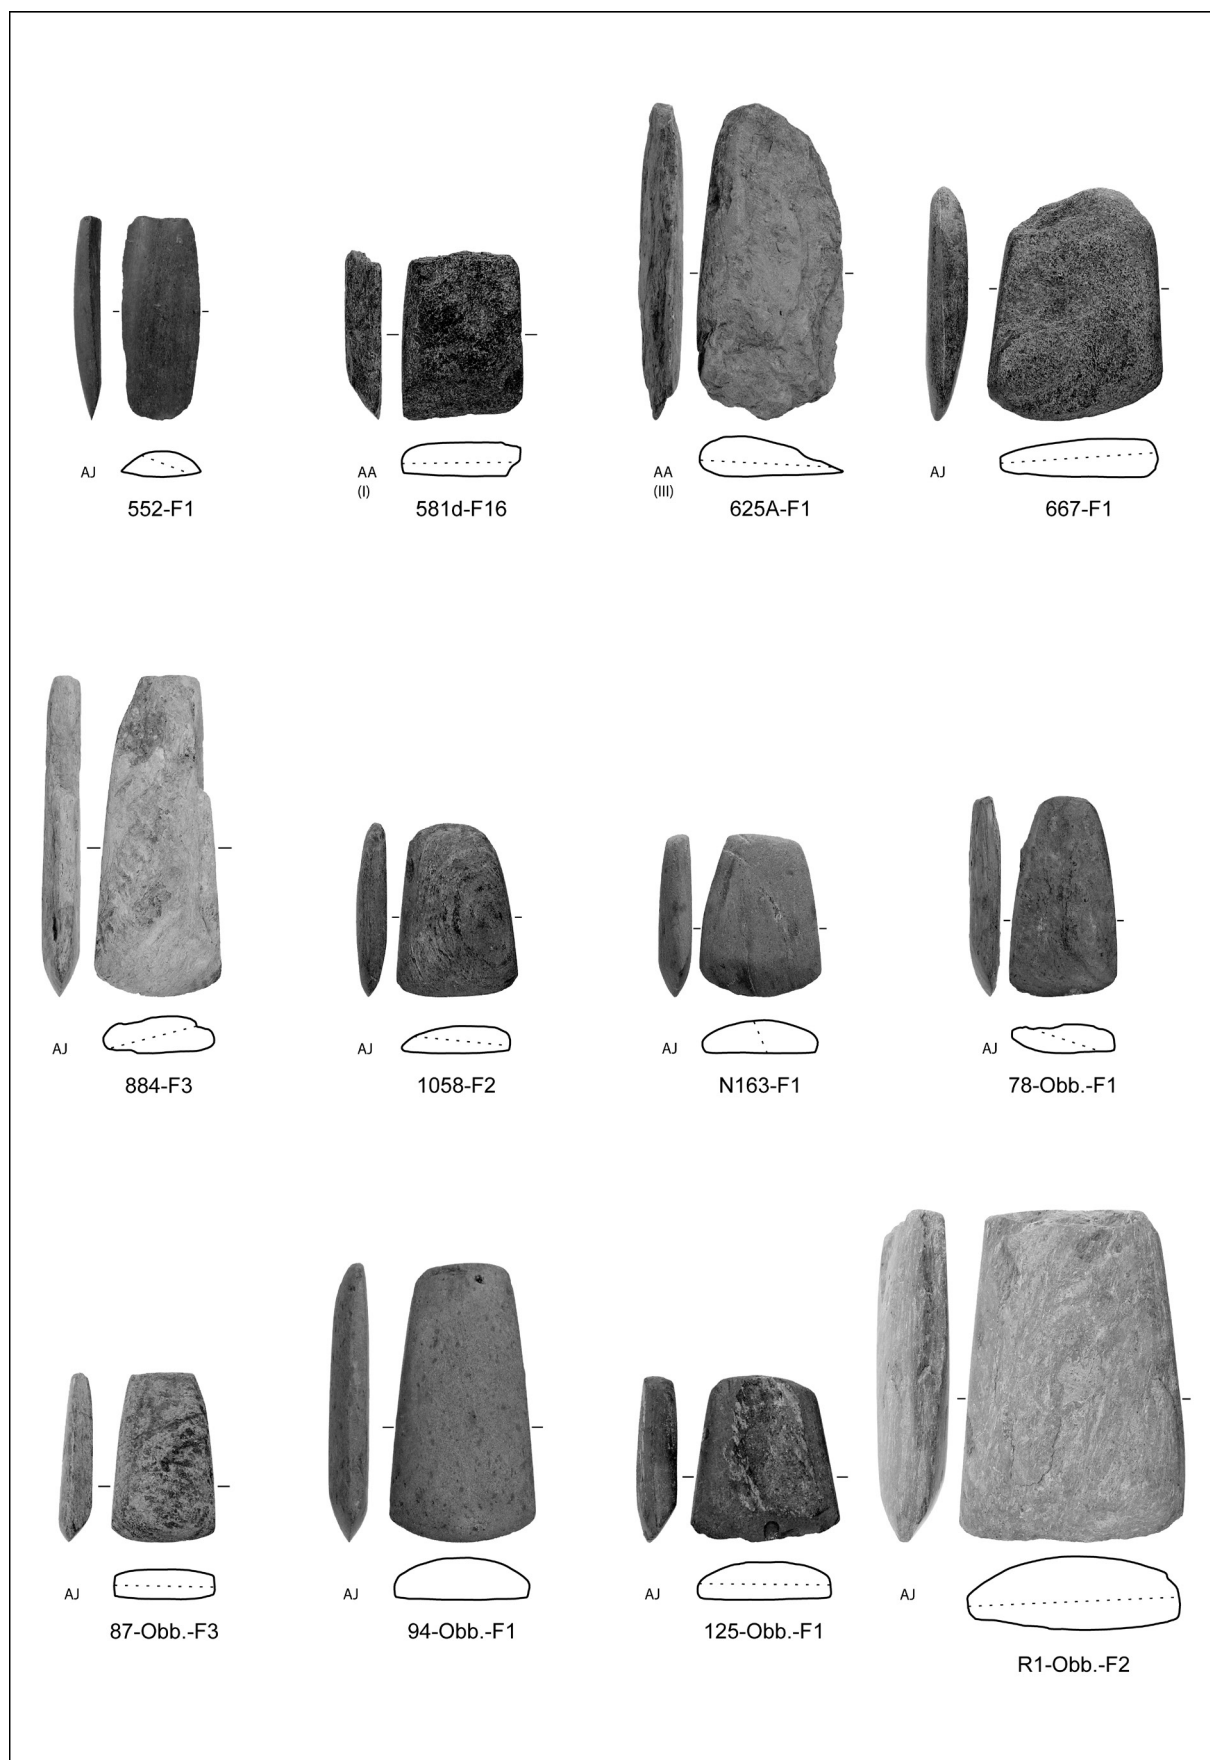 AJ
552-F1
AA
(I)
581d-F16
AA
(III)
625A-F1
AJ
667-F1
AJ
884-F3
AJ
1058-F2
AJ
N163-F1
AJ
78-Obb.-F1
AJ
87-Obb.-F3
AJ
94-Obb.-F1
AJ
125-Obb.-F1
AJ
R1-Obb.-F2